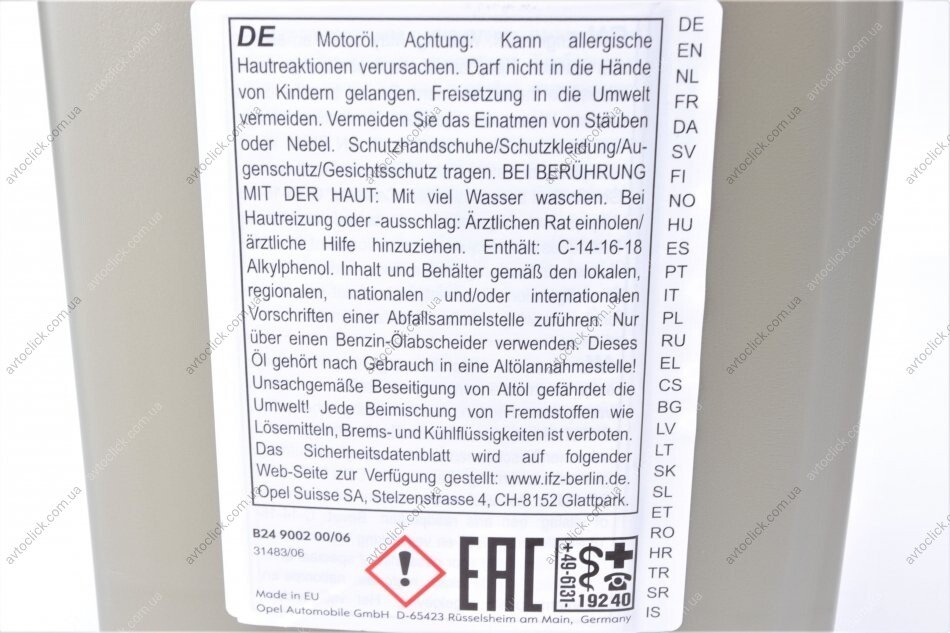 DE Motoröl. Achtung: Kann allergische
Hautreaktionen verursachen. Darf nicht in die Hände
von Kindern gelangen. Freisetzung in die Umwelt
vermeiden. Vermeiden Sie das Einatmen von Stäuben
oder Nebel. Schutzhandschuhe/Schutzkleidung/Au-
genschutz/Gesichtsschutz tragen. BEI BERÜHRUNG
MIT DER HAUT: Mit viel Wasser waschen. Bei
Hautreizung oder -ausschlag: Ärztlichen Rat einholen/
ärztliche Hilfe hinzuziehen. Enthält: C-14-16-18
Alkylphenol. Inhalt und Behälter gemäß den lokalen,
regionalen, nationalen und/oder internationalen
Vorschriften einer Abfallsammelstelle zuführen. Nur
über einen Benzin-Ölabscheider verwenden. Dieses
Öl gehört nach Gebrauch in eine Altölannahmestelle!
Unsachgemäße Beseitigung von Altöl gefährdet die
Umwelt! Jede Beimischung von Fremdstoffen wie
Lösemitteln, Brems- und Kühlflüssigkeiten ist verboten.
Das Sicherheitsdatenblatt wird auf folgender
Web-Seite zur Verfügung gestellt: www.ifz-berlin.de.
Opel Suisse SA, Stelzenstrasse 4, CH-8152 Glattpark.
DE
EN
NL
FR
DA
SV
FI
NO
HU
ES
PT
IT
PL
RU
EL
CS
BG
LV
LT
SK
SL
ET
RO
HR
TR
SR
IS
B24 9002 00/06
31483/06
!
EAC
+49-6131-
19240
Made in EU
Opel Automobile GmbH D-65423 Rüsselsheim am Main, Germany
avtoclick.com.ua